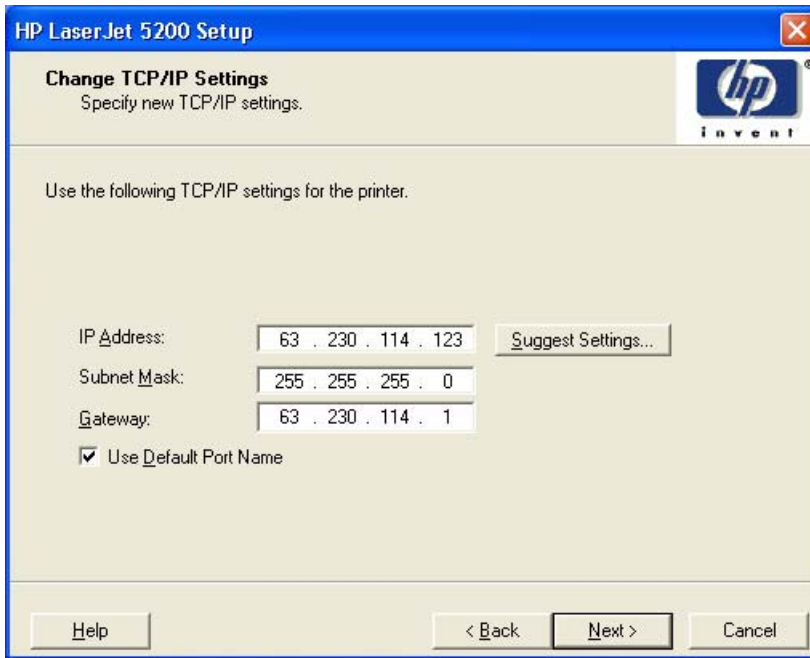 HP LaserJet 5200 Setup
Change TCP/IP Settings
Specify new TCP/IP settings.
hp
invent
®
Use the following TCP/IP settings for the printer.
IP Address: 63 . 230 . 114 . 123 Suggest Settings...
Subnet Mask: 255 . 255 . 255 . 0
Gateway: 63 . 230 . 114 . 1
Use Default Port Name
Help < Back Next > Cancel